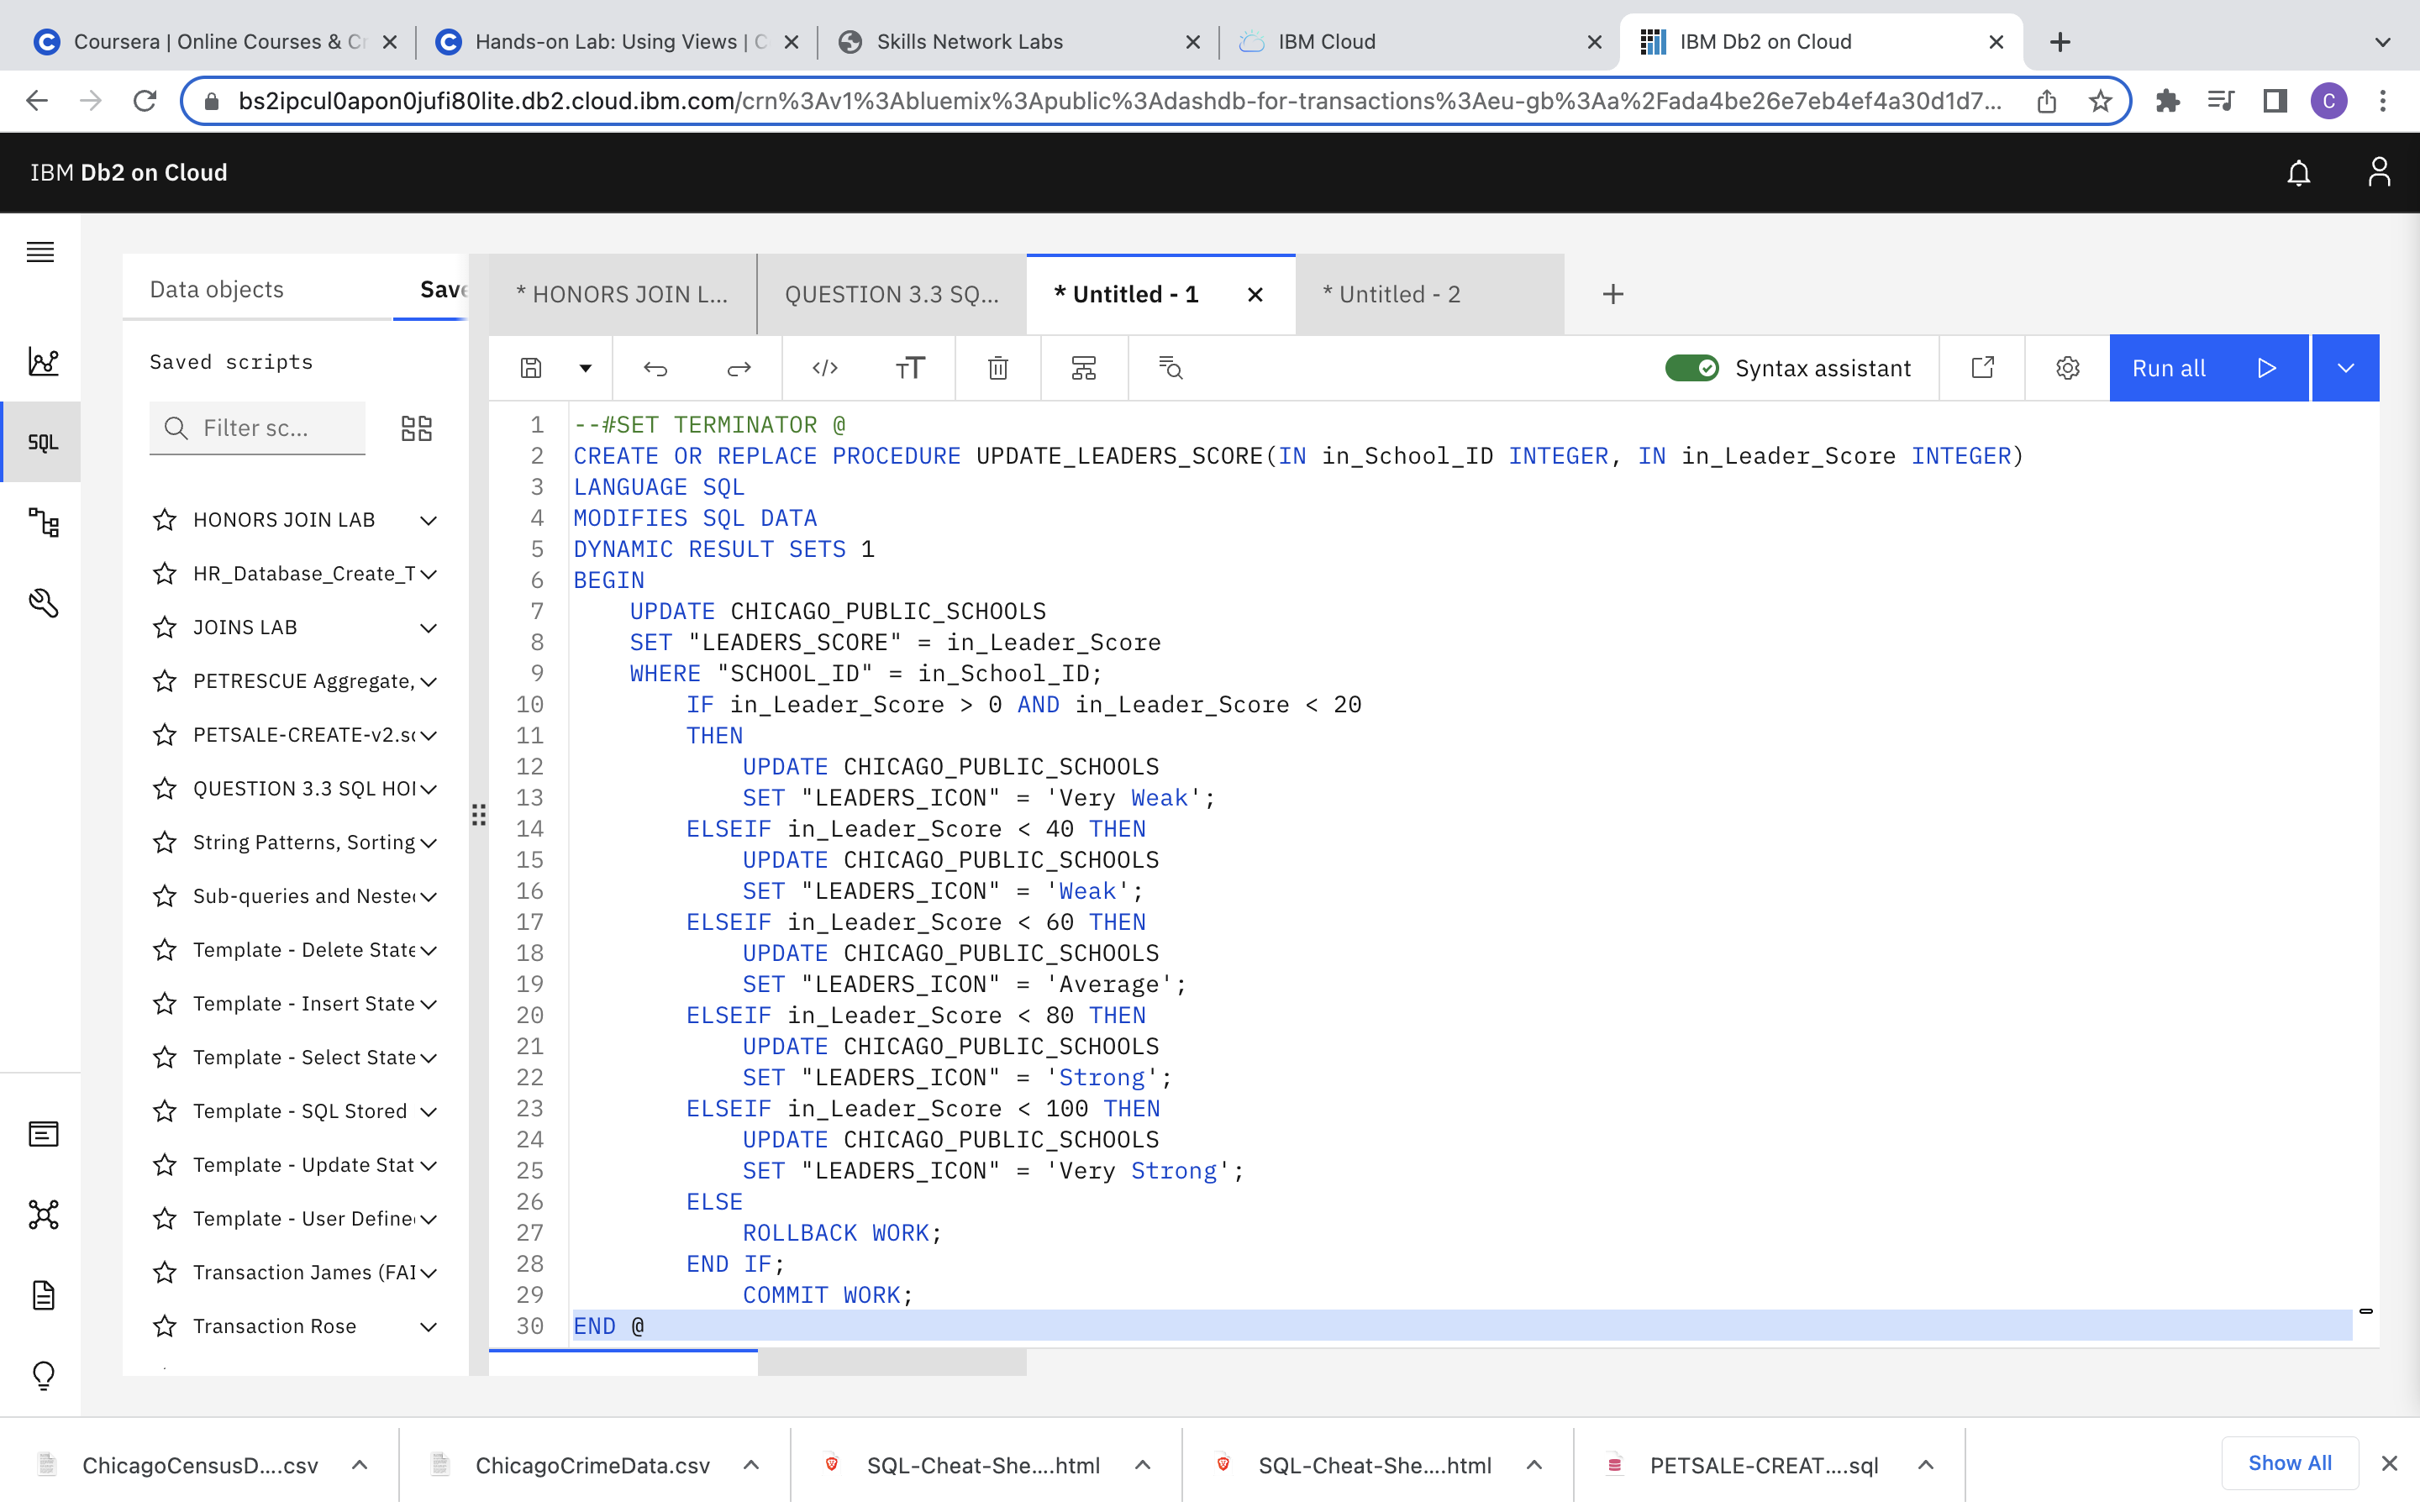 Coursera | Online Courses & Cr
Hands-on Lab: Using Views | C
Skills Network Labs
IBM Cloud
IBM Db2 on Cloud
bs2ipcul0apon0jufi80lite.db2.cloud.ibm.com/crn%3Av1%3Abluemix%3Apublic%3Adashdb-for-transactions%3Aeu-gb%3Aa%2Fada4be26e7eb4ef4a30d1d7...
C
IBM Db2 on Cloud
Data objects
Save
* HONORS JOIN L...
QUESTION 3.3 SQ...
* Untitled - 1
* Untitled - 2
Saved scripts
Syntax assistant
Run all
Filter sc...
SQL
HONORS JOIN LAB
HR_Database_Create_T
JOINS LAB
PETRESCUE Aggregate,
PETSALE-CREATE-v2.sc
QUESTION 3.3 SQL HOI
String Patterns, Sorting
Sub-queries and Nested
Template - Delete State
Template - Insert State
Template - Select State
Template - SQL Stored
Template - Update Stat
Template - User Define
Transaction James (FAI
Transaction Rose
1 --#SET TERMINATOR @
2 CREATE OR REPLACE PROCEDURE UPDATE_LEADERS_SCORE(IN in_School_ID INTEGER, IN in_Leader_Score INTEGER)
3 LANGUAGE SQL
4 MODIFIES SQL DATA
5 DYNAMIC RESULT SETS 1
6 BEGIN
7 UPDATE CHICAGO_PUBLIC_SCHOOLS
8 SET "LEADERS_SCORE" = in_Leader_Score
9 WHERE "SCHOOL_ID" = in_School_ID;
10 IF in_Leader_Score > 0 AND in_Leader_Score < 20
11 THEN
12 UPDATE CHICAGO_PUBLIC_SCHOOLS
13 SET "LEADERS_ICON" = 'Very Weak';
14 ELSEIF in_Leader_Score < 40 THEN
15 UPDATE CHICAGO_PUBLIC_SCHOOLS
16 SET "LEADERS_ICON" = 'Weak';
17 ELSEIF in_Leader_Score < 60 THEN
18 UPDATE CHICAGO_PUBLIC_SCHOOLS
19 SET "LEADERS_ICON" = 'Average';
20 ELSEIF in_Leader_Score < 80 THEN
21 UPDATE CHICAGO_PUBLIC_SCHOOLS
22 SET "LEADERS_ICON" = 'Strong';
23 ELSEIF in_Leader_Score < 100 THEN
24 UPDATE CHICAGO_PUBLIC_SCHOOLS
25 SET "LEADERS_ICON" = 'Very Strong';
26 ELSE
27 ROLLBACK WORK;
28 END IF;
29 COMMIT WORK;
30 END @
ChicagoCensusD....csv
ChicagoCrimeData.csv
SQL-Cheat-She....html
SQL-Cheat-She....html
PETSALE-CREAT....sql
Show All